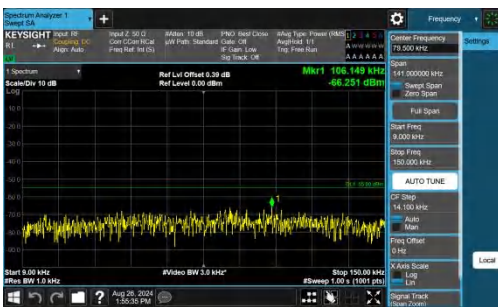 Spectrum Analyzer 1
Swept SA
+
Frequency
KEYSIGHT
Input: RF
Coupling: DC
Align: Auto
Input Z: 50 Ω
Corr CCorr RCal
Freq Ref: Int (S)
#Atten: 10 dB
µW Path: Standard
PNO: Best Close
Gate: Off
IF Gain: Low
Sig Track: Off
#Avg Type: Power (RMS)
Avg|Hold: 1/1
Trig: Free Run
A W W W W W
A A A A A A
1 Spectrum
Scale/Div 10 dB
Log
Ref Lvl Offset 0.39 dB
Ref Level 0.00 dBm
Mkr1 106.149 kHz
-66.251 dBm
1
Start 9.00 kHz
#Res BW 1.0 kHz
#Video BW 3.0 kHz*
Stop 150.00 kHz
#Sweep 1.00 s (1001 pts)
Aug 26, 2024
1:55:35 PM
?
Center Frequency
79.500 kHz
Span
141.000000 kHz
Swept Span
Zero Span
Full Span
Start Freq
9.000 kHz
Stop Freq
150.000 kHz
AUTO TUNE
CF Step
14.100 kHz
Auto
Man
Freq Offset
0 Hz
X Axis Scale
Log
Lin
Signal Track
(Span Zoom)
Settings
Local